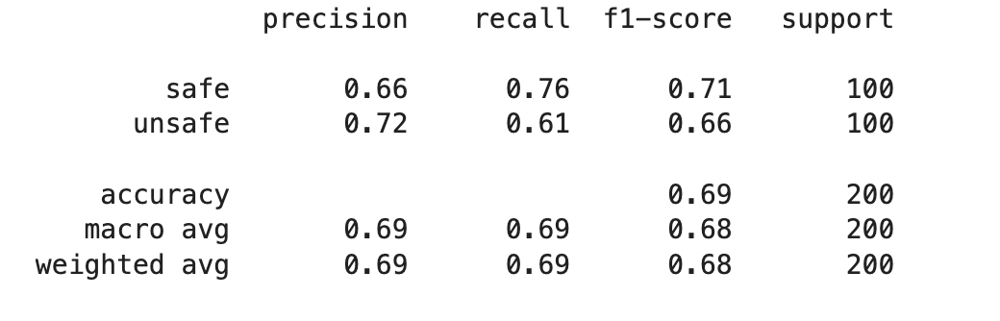 precision recall f1-score support
safe 0.66 0.76 0.71 100
unsafe 0.72 0.61 0.66 100
accuracy 0.69 200
macro avg 0.69 0.69 0.68 200
weighted avg 0.69 0.69 0.68 200